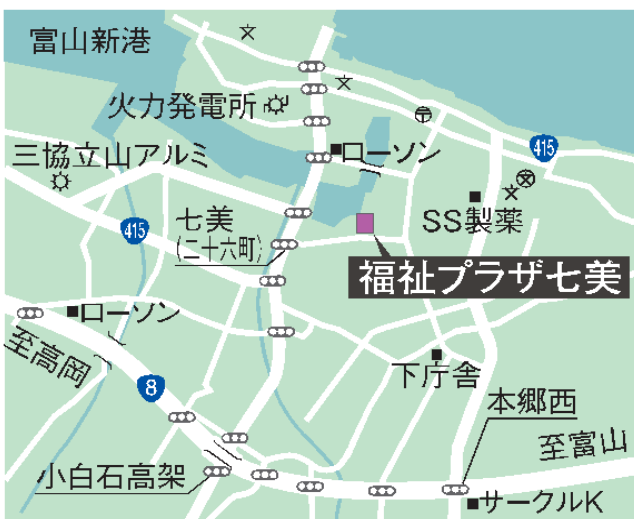 富山新港
火力発電所
三協立山アルミ
ローソン
415
七美
(二十六町)
415
SS製薬
福祉プラザ七美
ローソン
至高岡
8
下庁舎
本郷西
至富山
小白石高架
サークルK